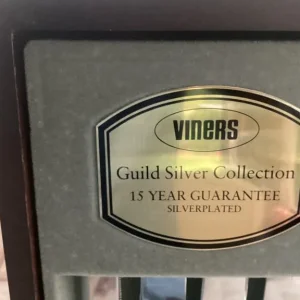 VINERS
Guild Silver Collection
15 YEAR GUARANTEE
SILVERPLATED